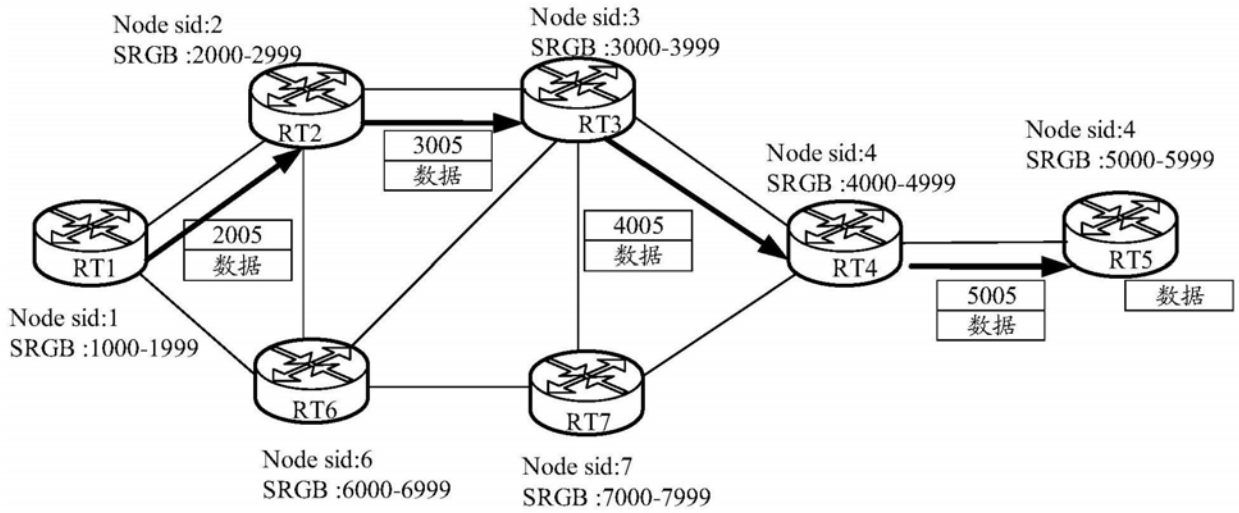 Node sid:2
SRGB :2000-2999
Node sid:3
SRGB :3000-3999
RT2
RT3
3005
数据
Node sid:4
SRGB :4000-4999
Node sid:4
SRGB :5000-5999
RT1
2005
数据
4005
数据
RT4
RT5
5005
数据
数据
Node sid:1
SRGB :1000-1999
RT6
RT7
Node sid:6
SRGB :6000-6999
Node sid:7
SRGB :7000-7999